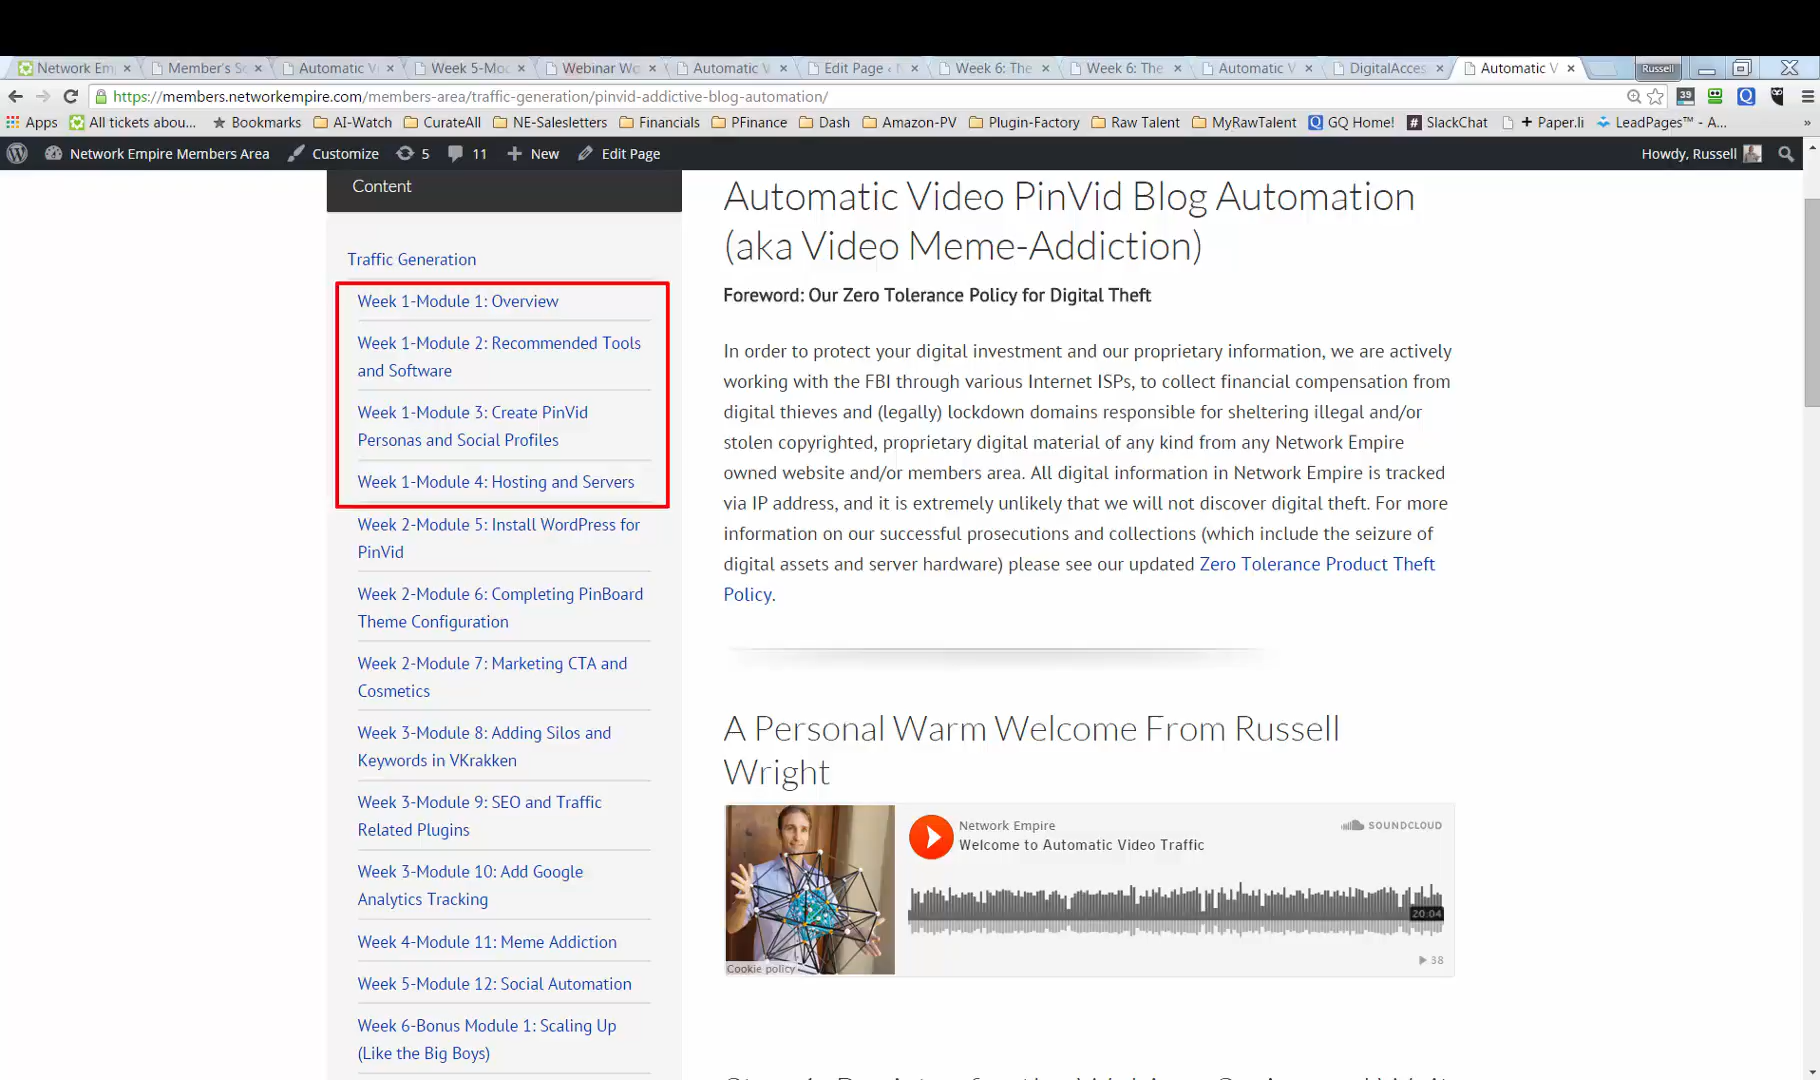 Network Em
Member's S
Automatic V
Week 5-Mo
Webinar Wo
Automatic V
Edit Page ‹
Week 6: The
Week 6: The
Automatic V
DigitalAcces
Automatic V
Russell
https://members.networkempire.com/members-area/traffic-generation/pinvid-addictive-blog-automation/
39
Apps
All tickets abou...
Bookmarks
AI-Watch
CurateAll
NE-Salesletters
Financials
PFinance
Dash
Amazon-PV
Plugin-Factory
Raw Talent
MyRawTalent
GQ Home!
SlackChat
+ Paper.li
LeadPages™ - A...
»
Network Empire Members Area
Customize
5
11
New
Edit Page
Howdy, Russell
Content
Traffic Generation
Week 1-Module 1: Overview
Week 1-Module 2: Recommended Tools
and Software
Week 1-Module 3: Create PinVid
Personas and Social Profiles
Week 1-Module 4: Hosting and Servers
Week 2-Module 5: Install WordPress for
PinVid
Week 2-Module 6: Completing PinBoard
Theme Configuration
Week 2-Module 7: Marketing CTA and
Cosmetics
Week 3-Module 8: Adding Silos and
Keywords in VKrakken
Week 3-Module 9: SEO and Traffic
Related Plugins
Week 3-Module 10: Add Google
Analytics Tracking
Week 4-Module 11: Meme Addiction
Week 5-Module 12: Social Automation
Week 6-Bonus Module 1: Scaling Up
(Like the Big Boys)
Automatic Video PinVid Blog Automation
(aka Video Meme-Addiction)
Foreword: Our Zero Tolerance Policy for Digital Theft
In order to protect your digital investment and our proprietary information, we are actively
working with the FBI through various Internet ISPs, to collect financial compensation from
digital thieves and (legally) lockdown domains responsible for sheltering illegal and/or
stolen copyrighted, proprietary digital material of any kind from any Network Empire
owned website and/or members area. All digital information in Network Empire is tracked
via IP address, and it is extremely unlikely that we will not discover digital theft. For more
information on our successful prosecutions and collections (which include the seizure of
digital assets and server hardware) please see our updated Zero Tolerance Product Theft
Policy.
A Personal Warm Welcome From Russell
Wright
Network Empire
Welcome to Automatic Video Traffic
SOUNDCLOUD
20:04
Cookie policy
38